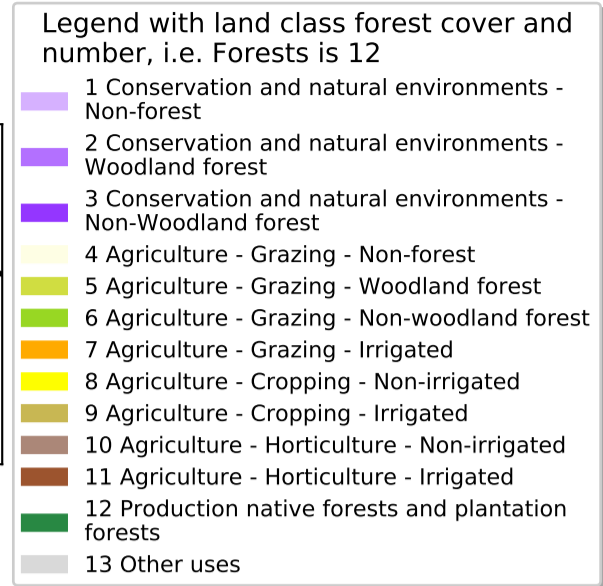 Legend with land class forest cover and
number, i.e. Forests is 12
1 Conservation and natural environments -
Non-forest
2 Conservation and natural environments -
Woodland forest
3 Conservation and natural environments -
Non-Woodland forest
4 Agriculture - Grazing - Non-forest
5 Agriculture - Grazing - Woodland forest
6 Agriculture - Grazing - Non-woodland forest
7 Agriculture - Grazing - Irrigated
8 Agriculture - Cropping - Non-irrigated
9 Agriculture - Cropping - Irrigated
10 Agriculture - Horticulture - Non-irrigated
11 Agriculture - Horticulture - Irrigated
12 Production native forests and plantation
forests
13 Other uses